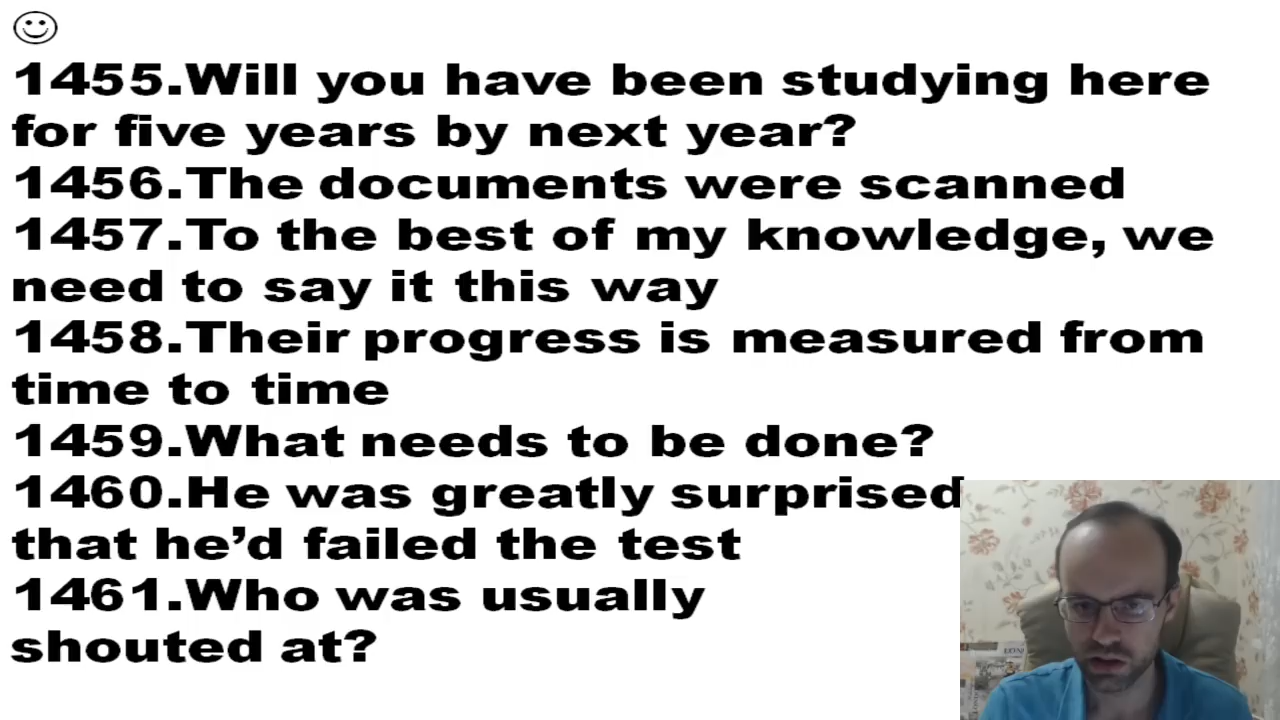 1455.Will you have been studying here
for five years by next year?
1456.The documents were scanned
1457.To the best of my knowledge, we
need to say it this way
1458.Their progress is measured from
time to time
1459.What needs to be done?
1460.He was greatly surprised
that he’d failed the test
1461.Who was usually
shouted at?